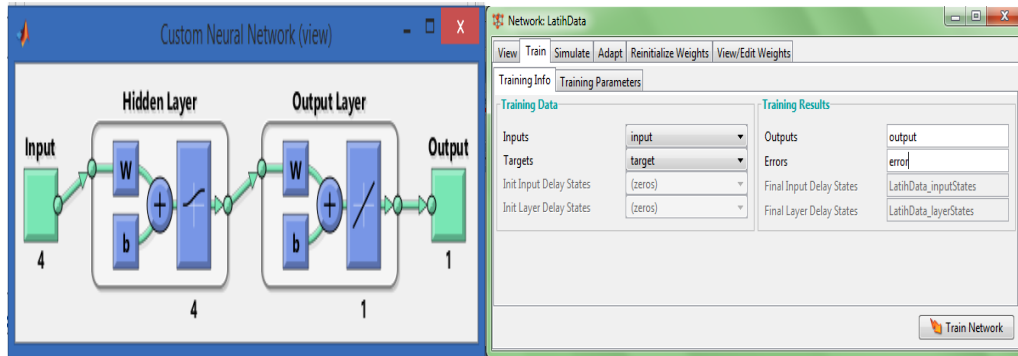 Custom Neural Network (view)
Hidden Layer
Output Layer
Input
Output
W
b
+
W
b
+
4
4
1
1
Network: LatihData
View Train Simulate Adapt Reinitialize Weights View/Edit Weights
Training Info Training Parameters
Training Data
Inputs input
Targets target
Init Input Delay States (zeros)
Init Layer Delay States (zeros)
Training Results
Outputs output
Errors error
Final Input Delay States LatihData_inputStates
Final Layer Delay States LatihData_layerStates
Train Network